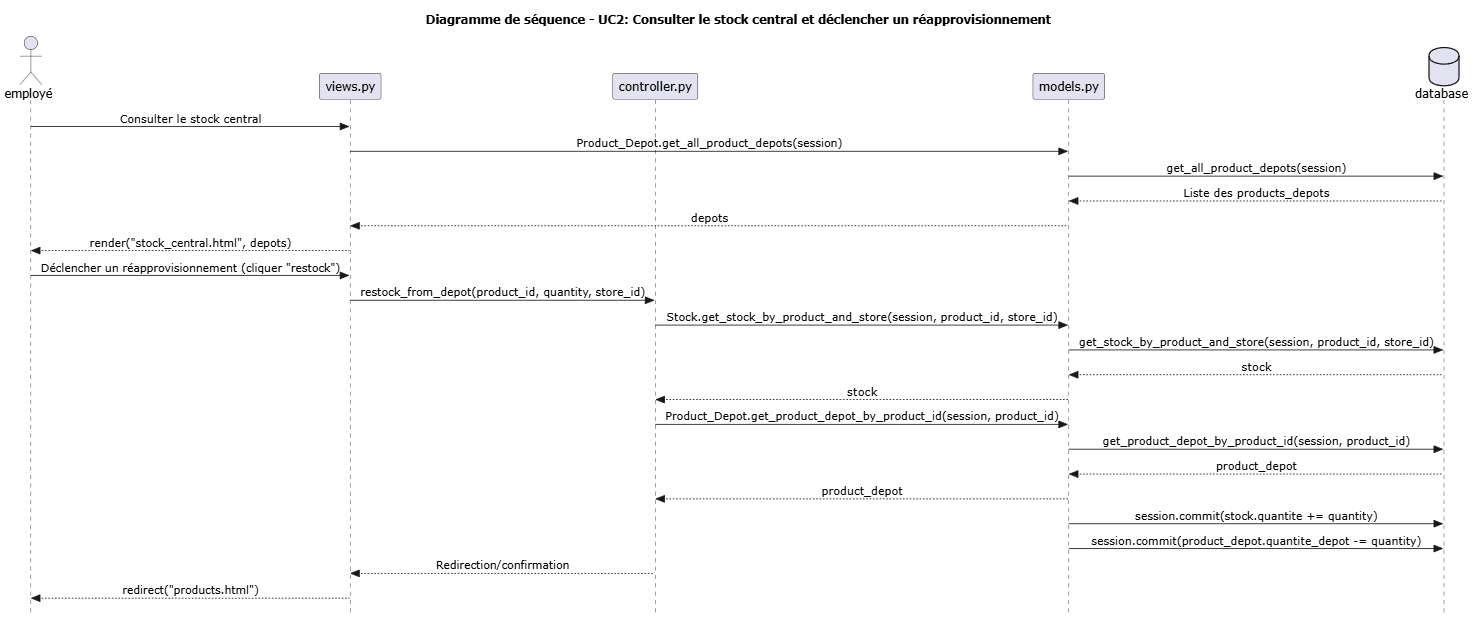 Diagramme de séquence - UC2: Consulter le stock central et déclencher un réapprovisionnement
employé
views.py
controller.py
models.py
database
Consulter le stock central
Product_Depot.get_all_product_depots(session)
get_all_product_depots(session)
Liste des products_depots
depots
render("stock_central.html", depots)
Déclencher un réapprovisionnement (cliquer "restock")
restock_from_depot(product_id, quantity, store_id)
Stock.get_stock_by_product_and_store(session, product_id, store_id)
get_stock_by_product_and_store(session, product_id, store_id)
stock
stock
Product_Depot.get_product_depot_by_product_id(session, product_id)
get_product_depot_by_product_id(session, product_id)
product_depot
product_depot
session.commit(stock.quantite += quantity)
session.commit(product_depot.quantite_depot -= quantity)
Redirection/confirmation
redirect("products.html")